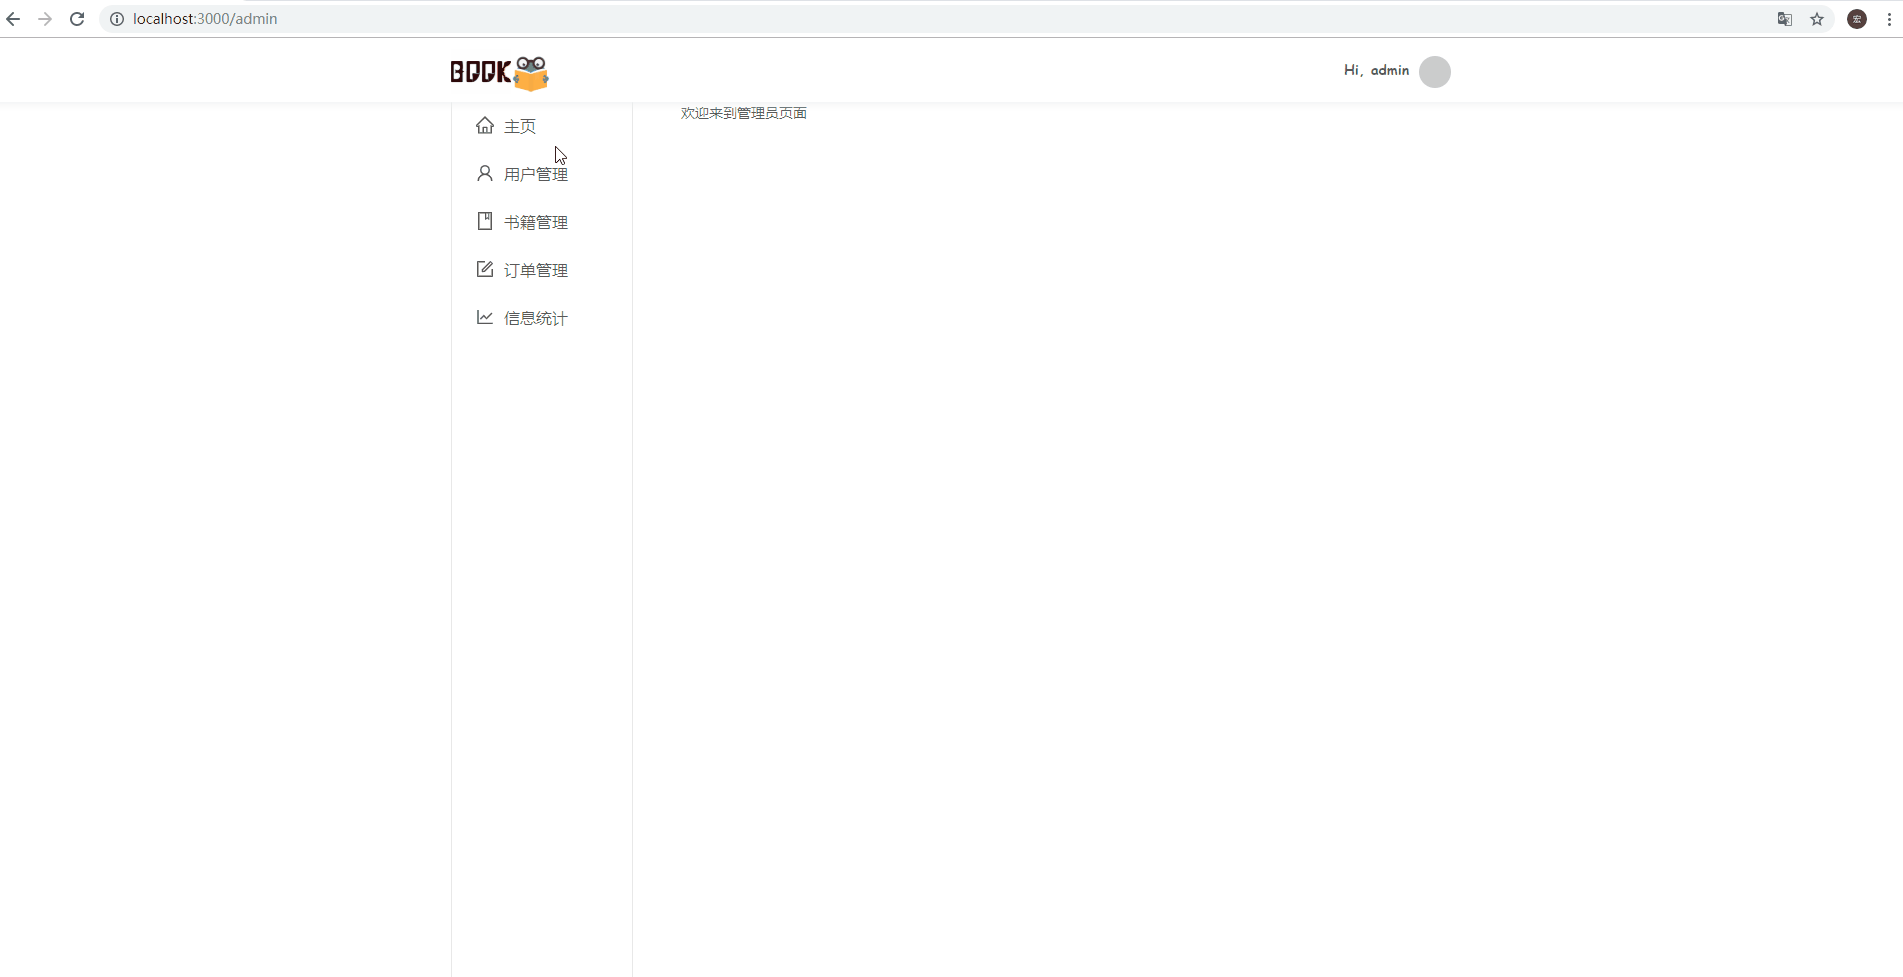 localhost:3000/admin
宏
BOOK
Hi, admin
欢迎来到管理员页面
主页
用户管理
书籍管理
订单管理
信息统计